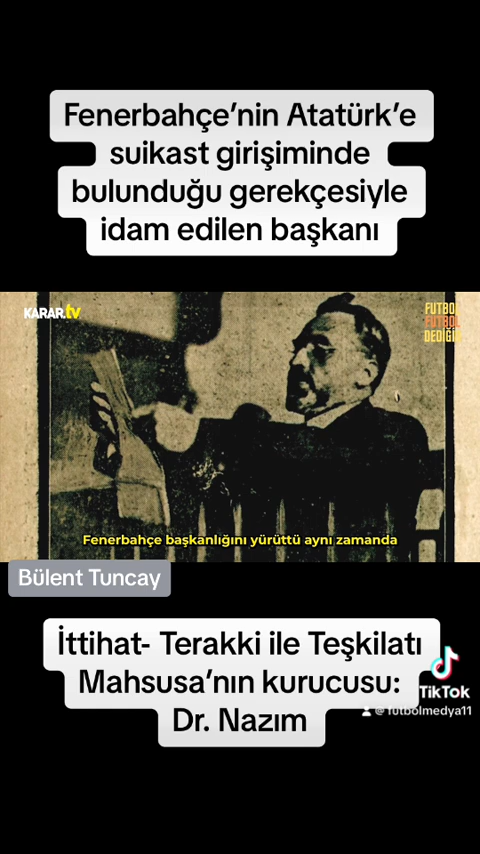 Fenerbahçe’nin Atatürk’e
suikast girişiminde
bulunduğu gerekçesiyle
idam edilen başkanı
KARAR.tv
FUTBOL
FUTBOL
DEDİĞİN
Fenerbahçe başkanlığını yürüttü aynı zamanda
Bülent Tuncay
İttihat- Terakki ile Teşkilatı
Mahsusa’nın kurucusu:
Dr. Nazım
TikTok
@futbolmedya11